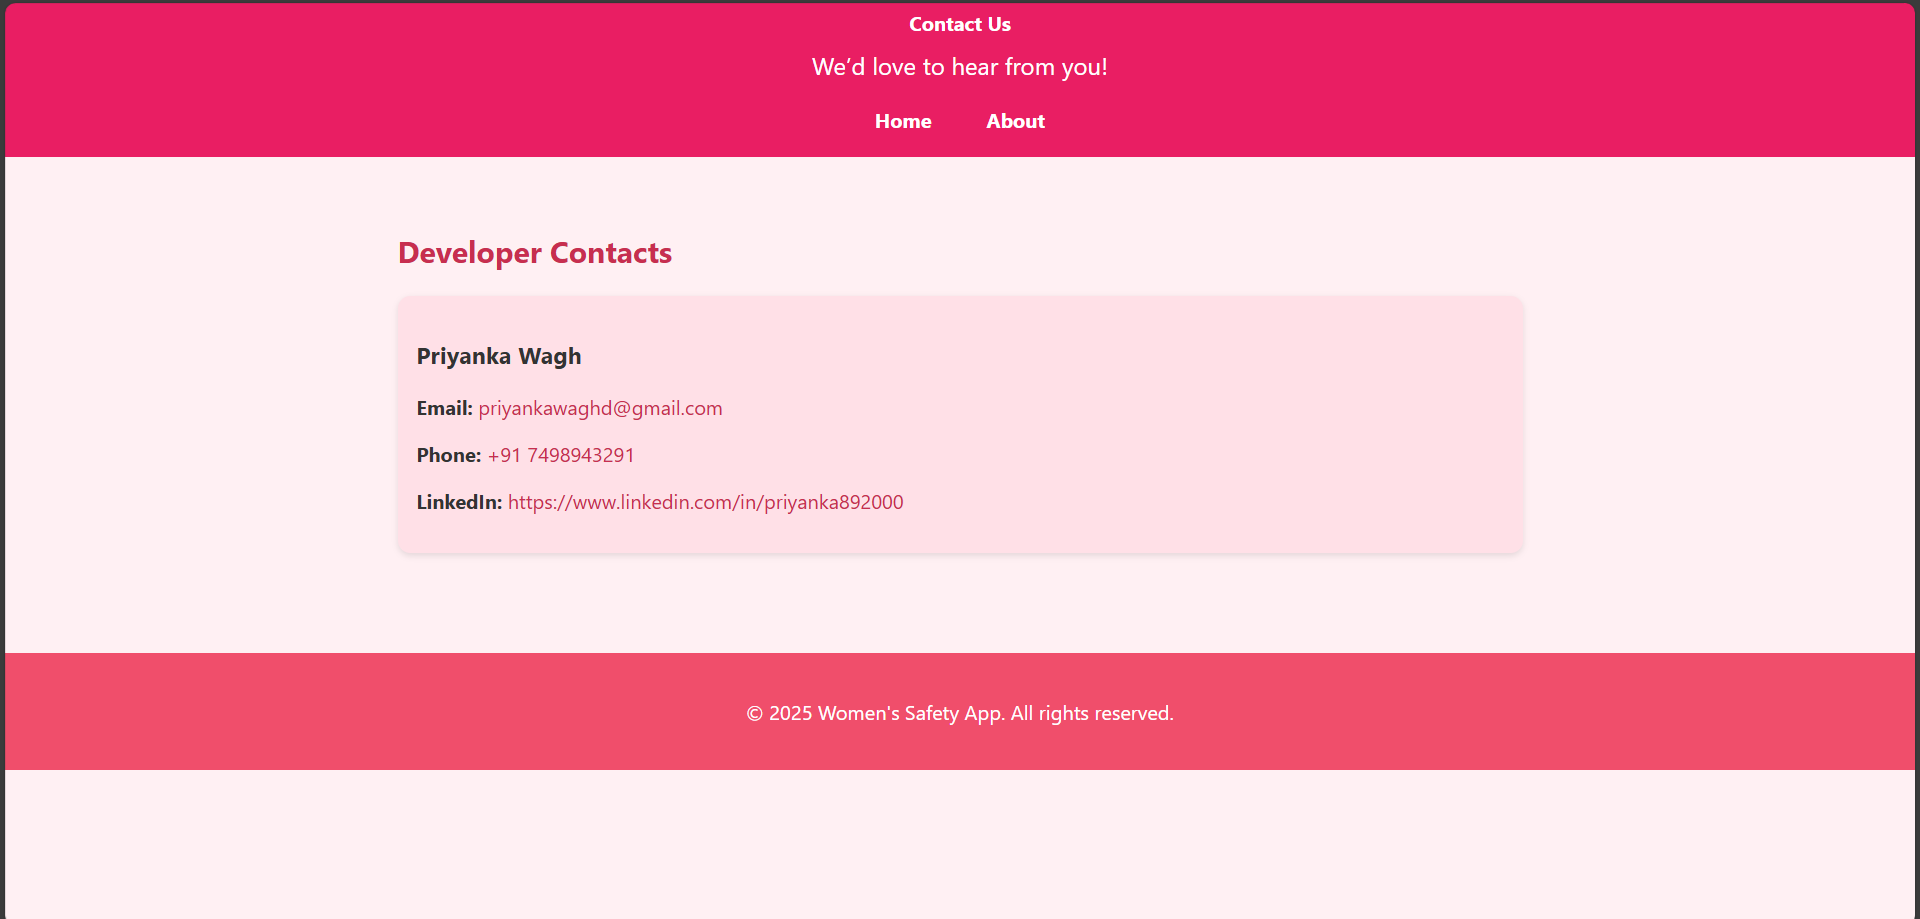 Contact Us
We’d love to hear from you!
Home About
Developer Contacts
Priyanka Wagh
Email: priyankawaghd@gmail.com
Phone: +91 7498943291
LinkedIn: https://www.linkedin.com/in/priyanka892000
© 2025 Women's Safety App. All rights reserved.